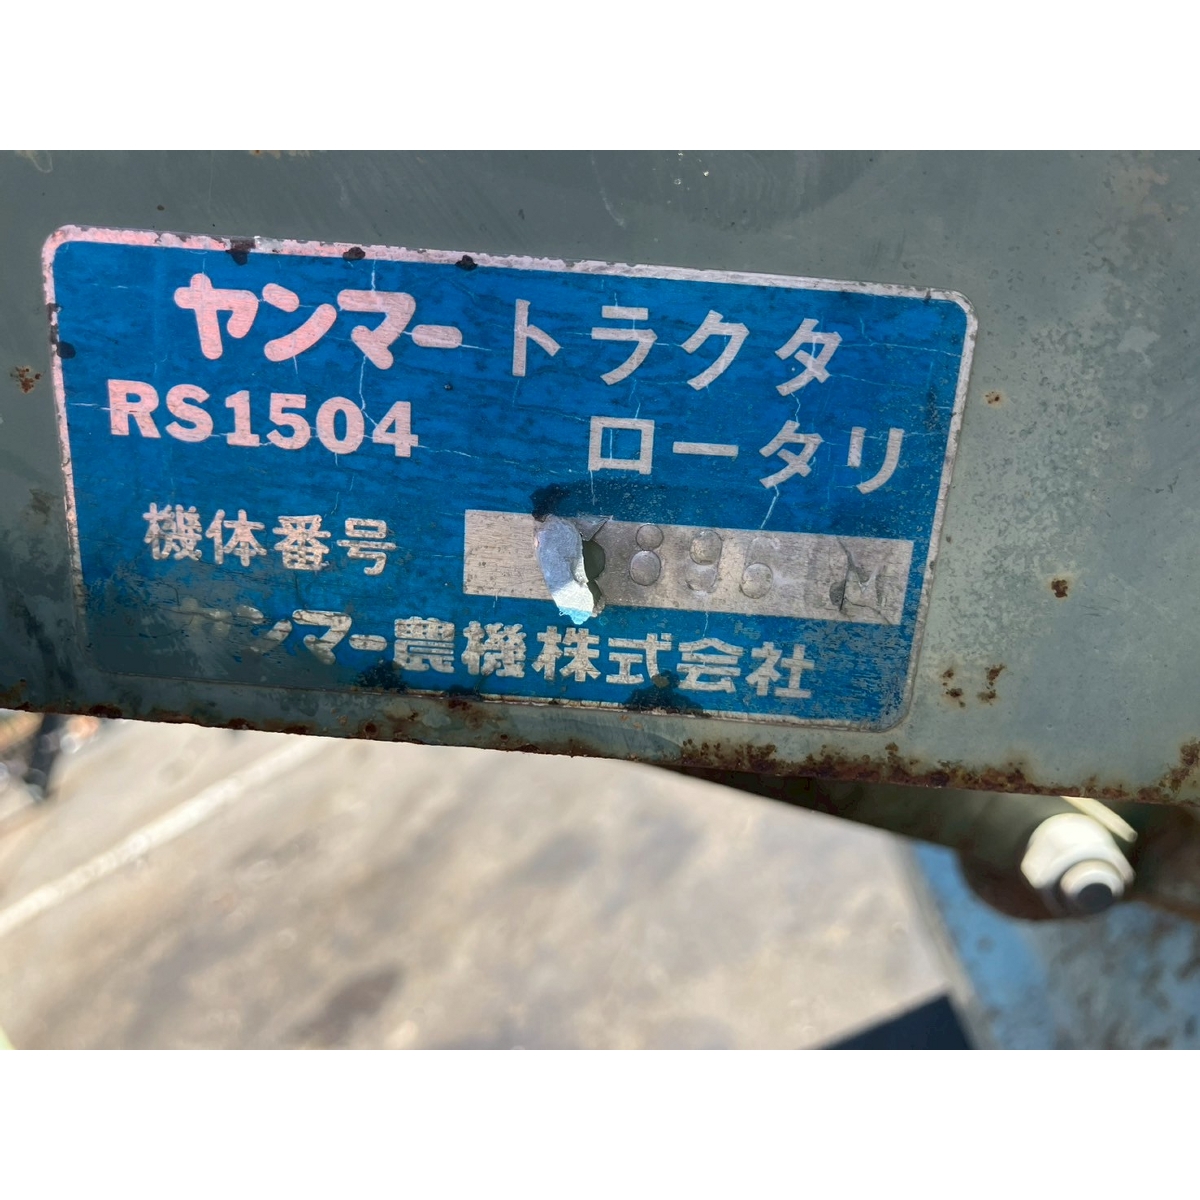 ヤンマートラクタ
RS1504 ロータリ
機体番号
ヤンマー農機株式会社